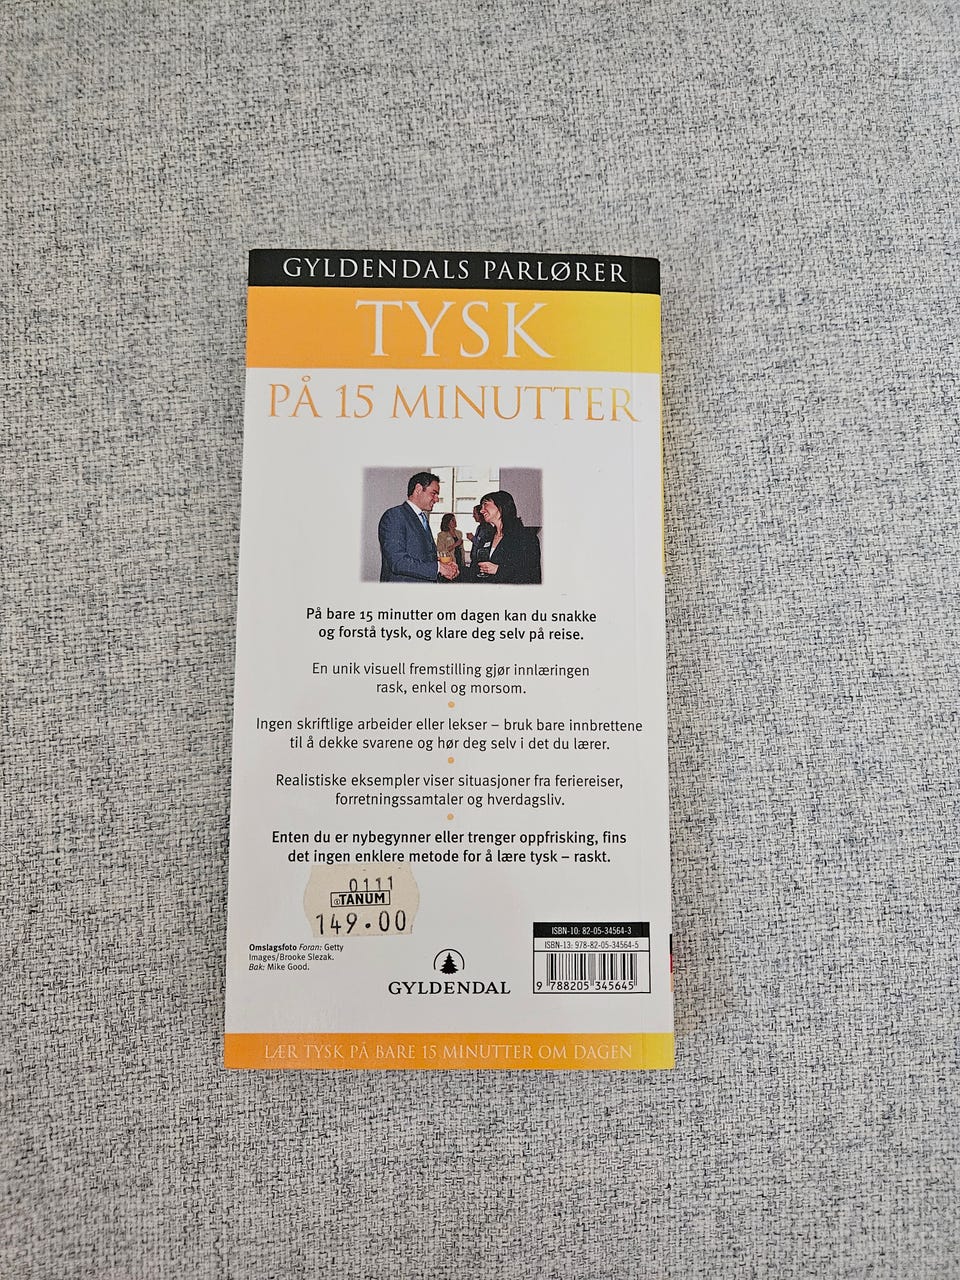 GYLDENDALS PARLØRER
TYSK
PÅ 15 MINUTTER
På bare 15 minutter om dagen kan du snakke
og forstå tysk, og klare deg selv på reise.
En unik visuell fremstilling gjør innlæringen
rask, enkel og morsom.
Ingen skriftlige arbeider eller lekser – bruk bare innbrettene
til å dekke svarene og hør deg selv i det du lærer.
Realistiske eksempler viser situasjoner fra feriereiser,
forretningssamtaler og hverdagsliv.
Enten du er nybegynner eller trenger oppfrisking, fins
det ingen enklere metode for å lære tysk – raskt.
0111
TANUM
149.00
Omslagsfoto Foran: Getty
Images/Brooke Slezak.
Bak: Mike Good.
GYLDENDAL
ISBN-10: 82-05-34564-3
ISBN-13: 978-82-05-34564-5
9 788205 345645
LÆR TYSK PÅ BARE 15 MINUTTER OM DAGEN